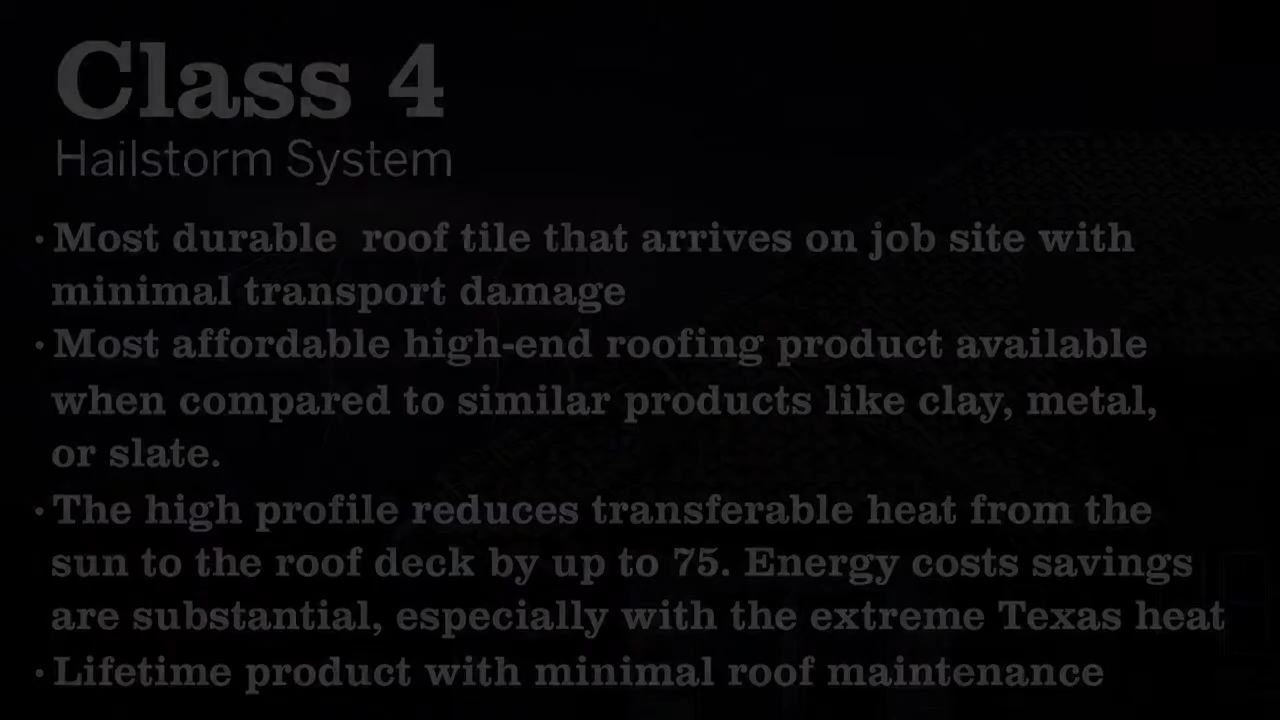 Class 4
Hailstorm System
• Most durable  roof tile that arrives on job site with
minimal transport damage
• Most affordable high-end roofing product available
when compared to similar products like clay, metal,
or slate.
• The high profile reduces transferable heat from the
sun to the roof deck by up to 75. Energy costs savings
are substantial, especially with the extreme Texas heat
• Lifetime product with minimal roof maintenance